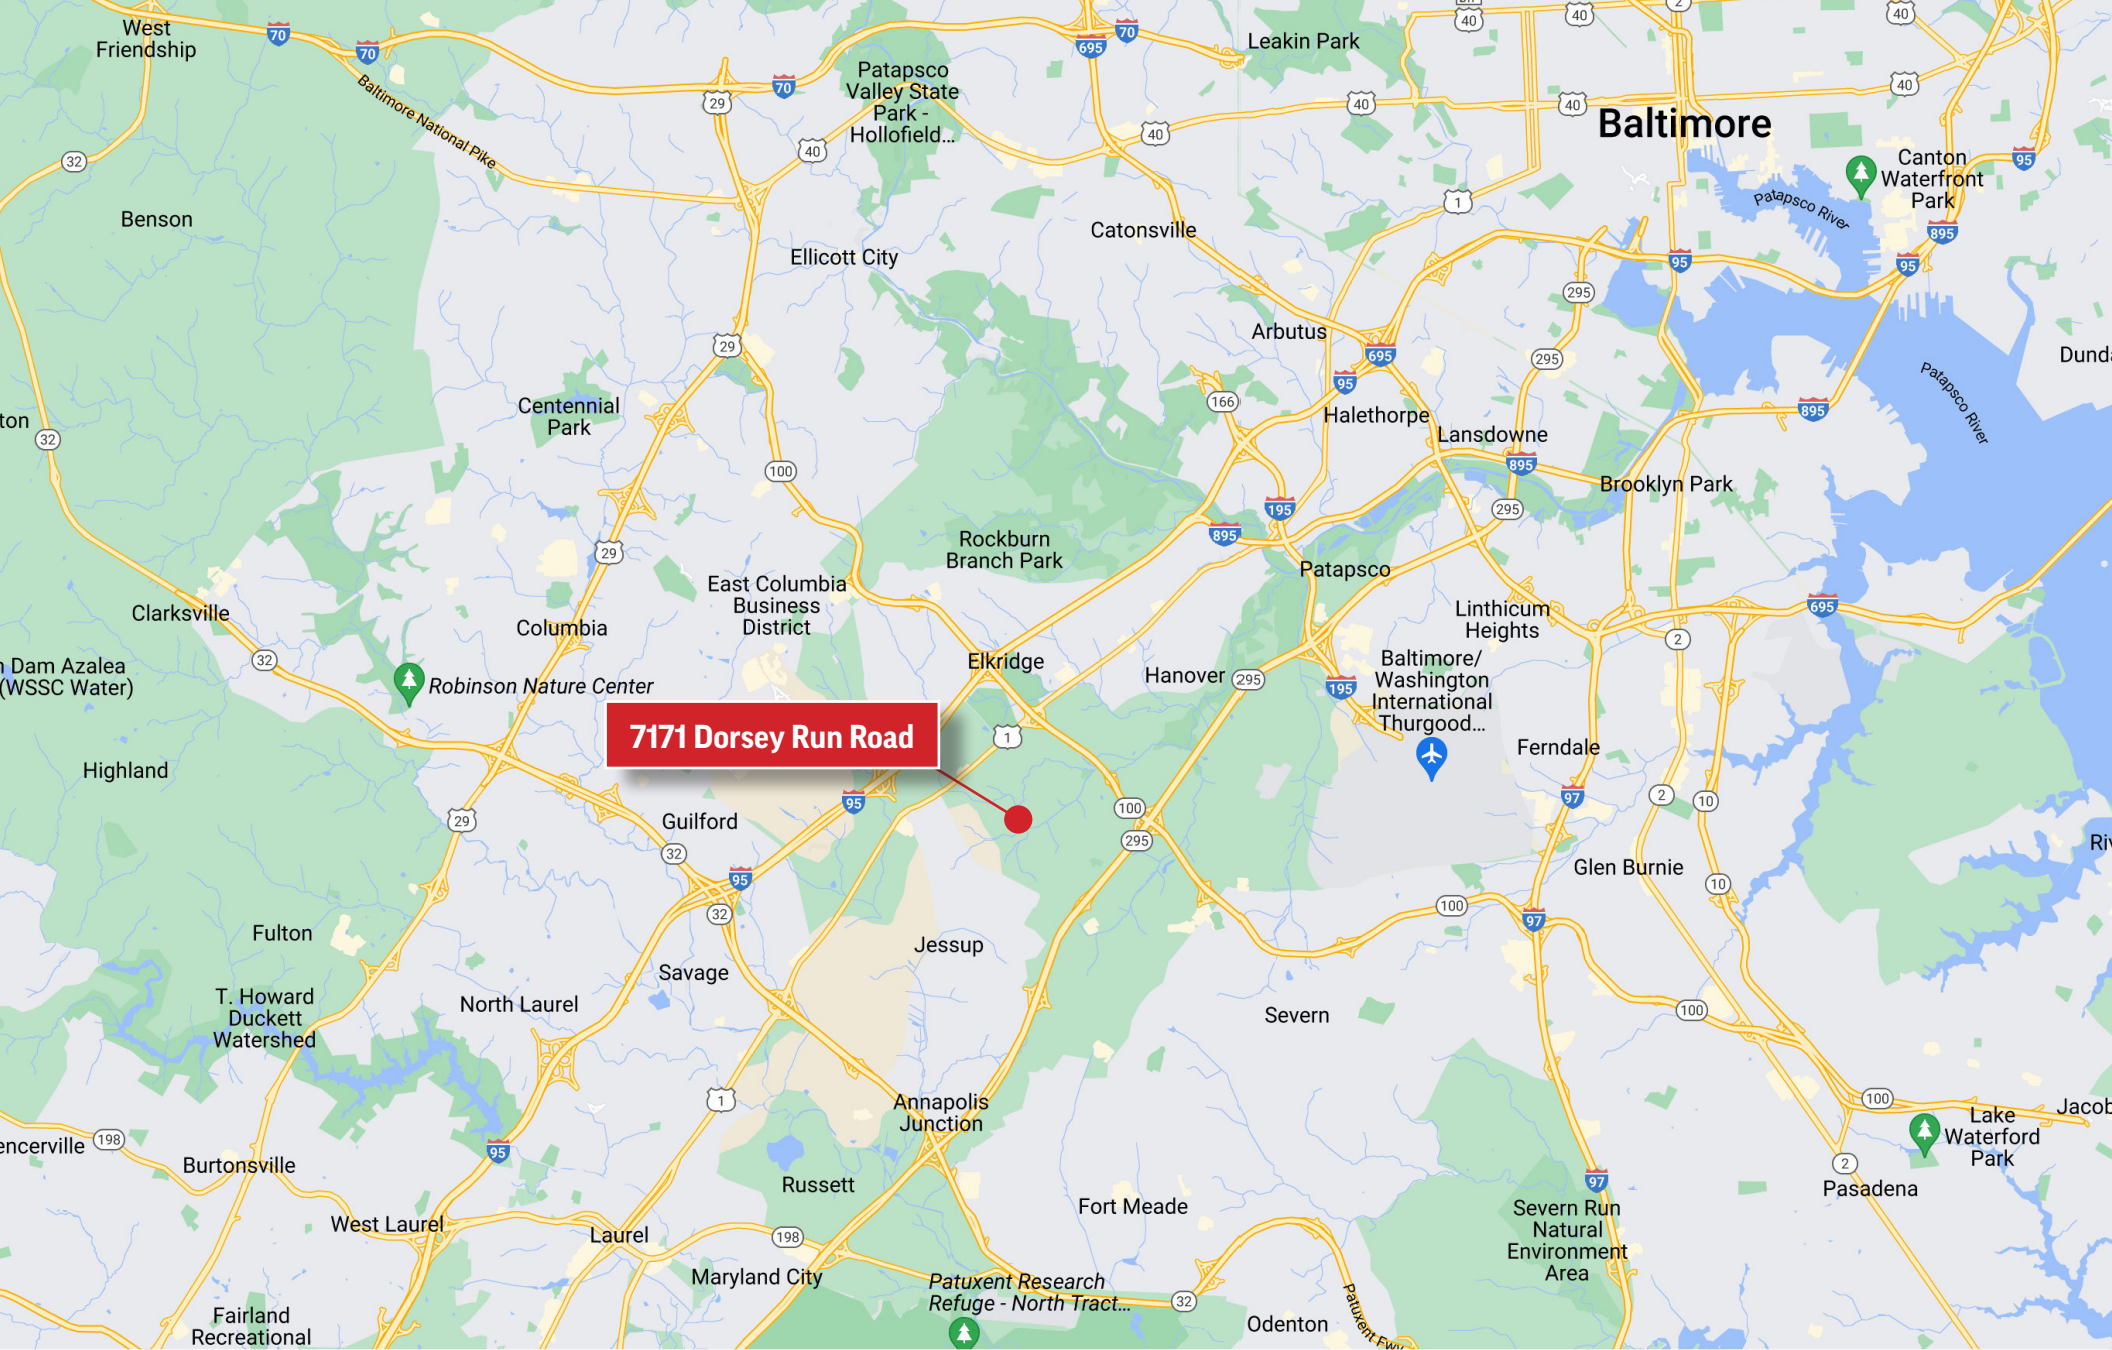 West
Friendship
70
70
Baltimore National Pike
29
70
Patapsco
Valley State
Park -
Hollofield...
40
695
70
Leakin Park
40
40
2
40
40
40
40
40
Baltimore
Canton
Waterfront
Park
95
Patapsco River
895
95
32
Benson
Ellicott City
Catonsville
1
95
295
Arbutus
695
95
295
Patapsco River
Dunda
29
Centennial
Park
ton
32
100
166
Halethorpe
Lansdowne
895
895
Brooklyn Park
195
295
895
29
Rockburn
Branch Park
Patapsco
East Columbia
Business
District
Clarksville
Columbia
Linthicum
Heights
695
2
32
n Dam Azalea
(WSSC Water)
Robinson Nature Center
Elkridge
Hanover
295
195
Baltimore/
Washington
International
Thurgood...
7171 Dorsey Run Road
1
Highland
Ferndale
95
97
2
10
29
Guilford
100
295
32
95
Glen Burnie
Riv
10
32
100
97
Fulton
Jessup
Savage
North Laurel
T. Howard
Duckett
Watershed
Severn
100
1
Annapolis
Junction
100
Lake
Waterford
Park
Jacob
encerville
198
Burtonsville
95
2
Pasadena
Russett
Fort Meade
97
Severn Run
Natural
Environment
Area
West Laurel
Laurel
198
Maryland City
Patuxent Research
Refuge - North Tract...
32
Patuxent Fwy
Odenton
Fairland
Recreational